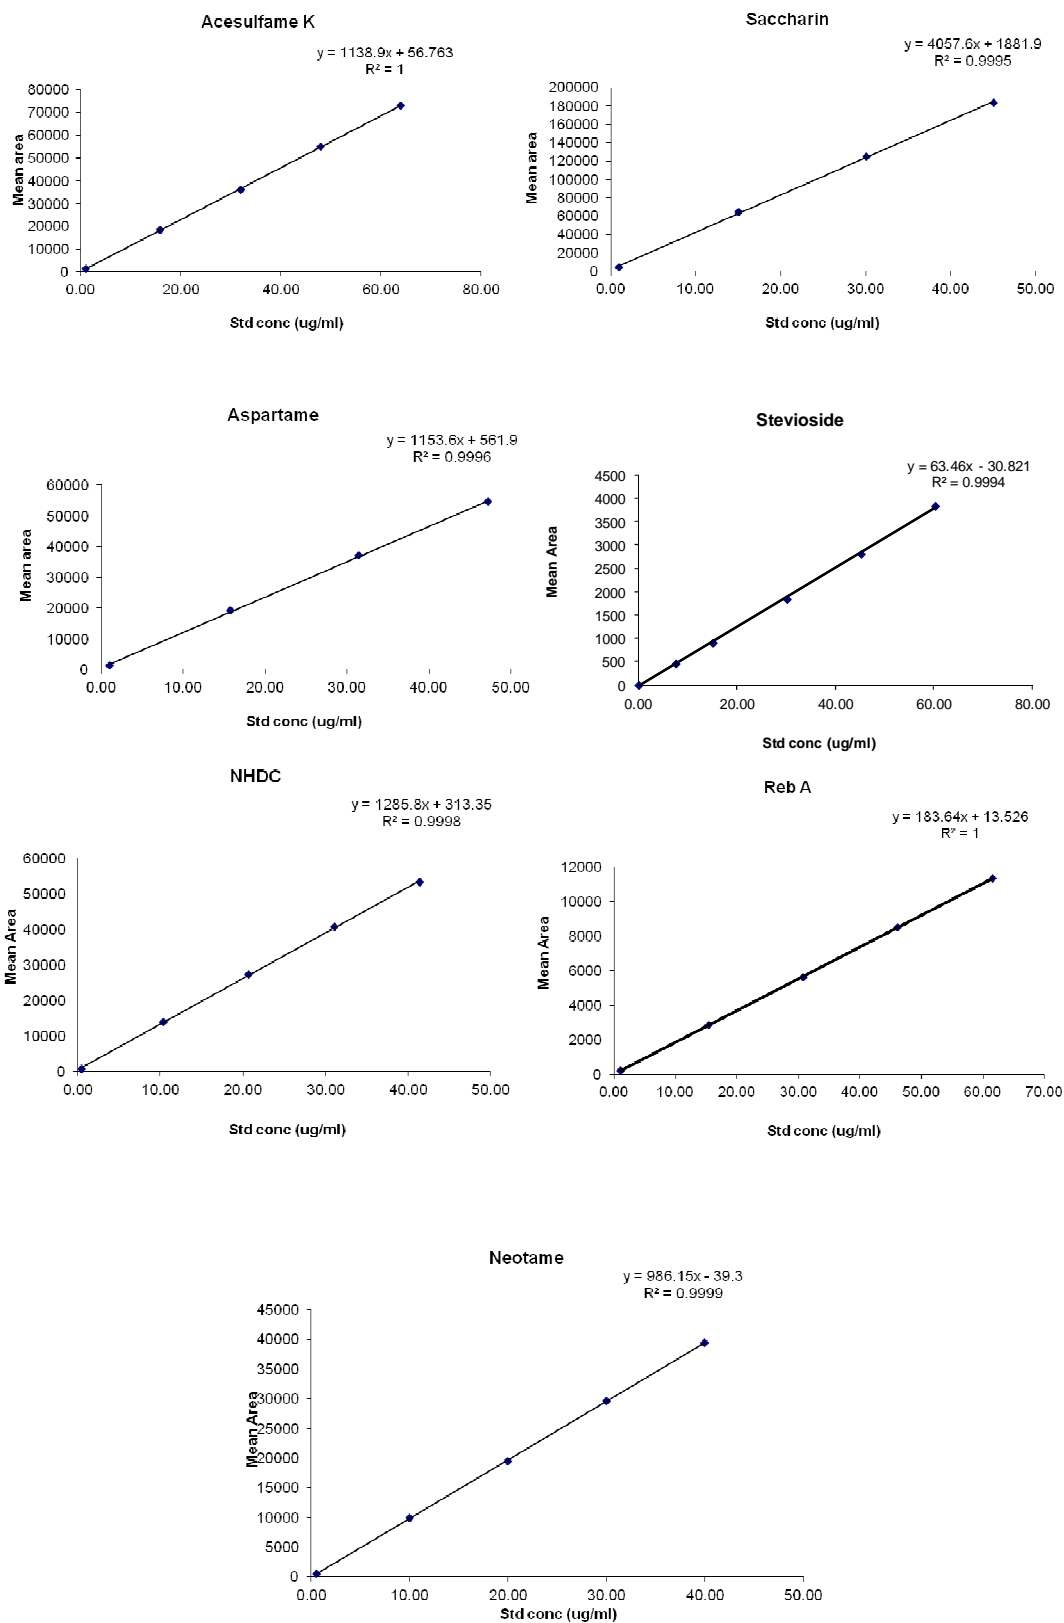 Acesulfame K
y = 1138.9x + 56.763
R² = 1
80000
70000
60000
50000
40000
30000
20000
10000
0
Mean area
0.00 20.00 40.00 60.00 80.00
Std conc (ug/ml)
Saccharin
y = 4057.6x + 1881.9
R² = 0.9995
200000
180000
160000
140000
120000
100000
80000
60000
40000
20000
0
Mean area
0.00 10.00 20.00 30.00 40.00 50.00
Std conc (ug/ml)
Aspartame
y = 1153.6x + 561.9
R² = 0.9996
60000
50000
40000
30000
20000
10000
0
Mean area
0.00 10.00 20.00 30.00 40.00 50.00
Std conc (ug/ml)
Stevioside
y = 63.46x - 30.821
R² = 0.9994
4500
4000
3500
3000
2500
2000
1500
1000
500
0
Mean Area
0.00 20.00 40.00 60.00 80.00
Std conc (ug/ml)
NHDC
y = 1285.8x + 313.35
R² = 0.9998
60000
50000
40000
30000
20000
10000
0
Mean Area
0.00 10.00 20.00 30.00 40.00 50.00
Std conc (ug/ml)
Reb A
y = 183.64x + 13.526
R² = 1
12000
10000
8000
6000
4000
2000
0
Mean Area
0.00 10.00 20.00 30.00 40.00 50.00 60.00 70.00
Std conc (ug/ml)
Neotame
y = 986.15x - 39.3
R² = 0.9999
45000
40000
35000
30000
25000
20000
15000
10000
5000
0
Mean Area
0.00 10.00 20.00 30.00 40.00 50.00
Std conc (ug/ml)